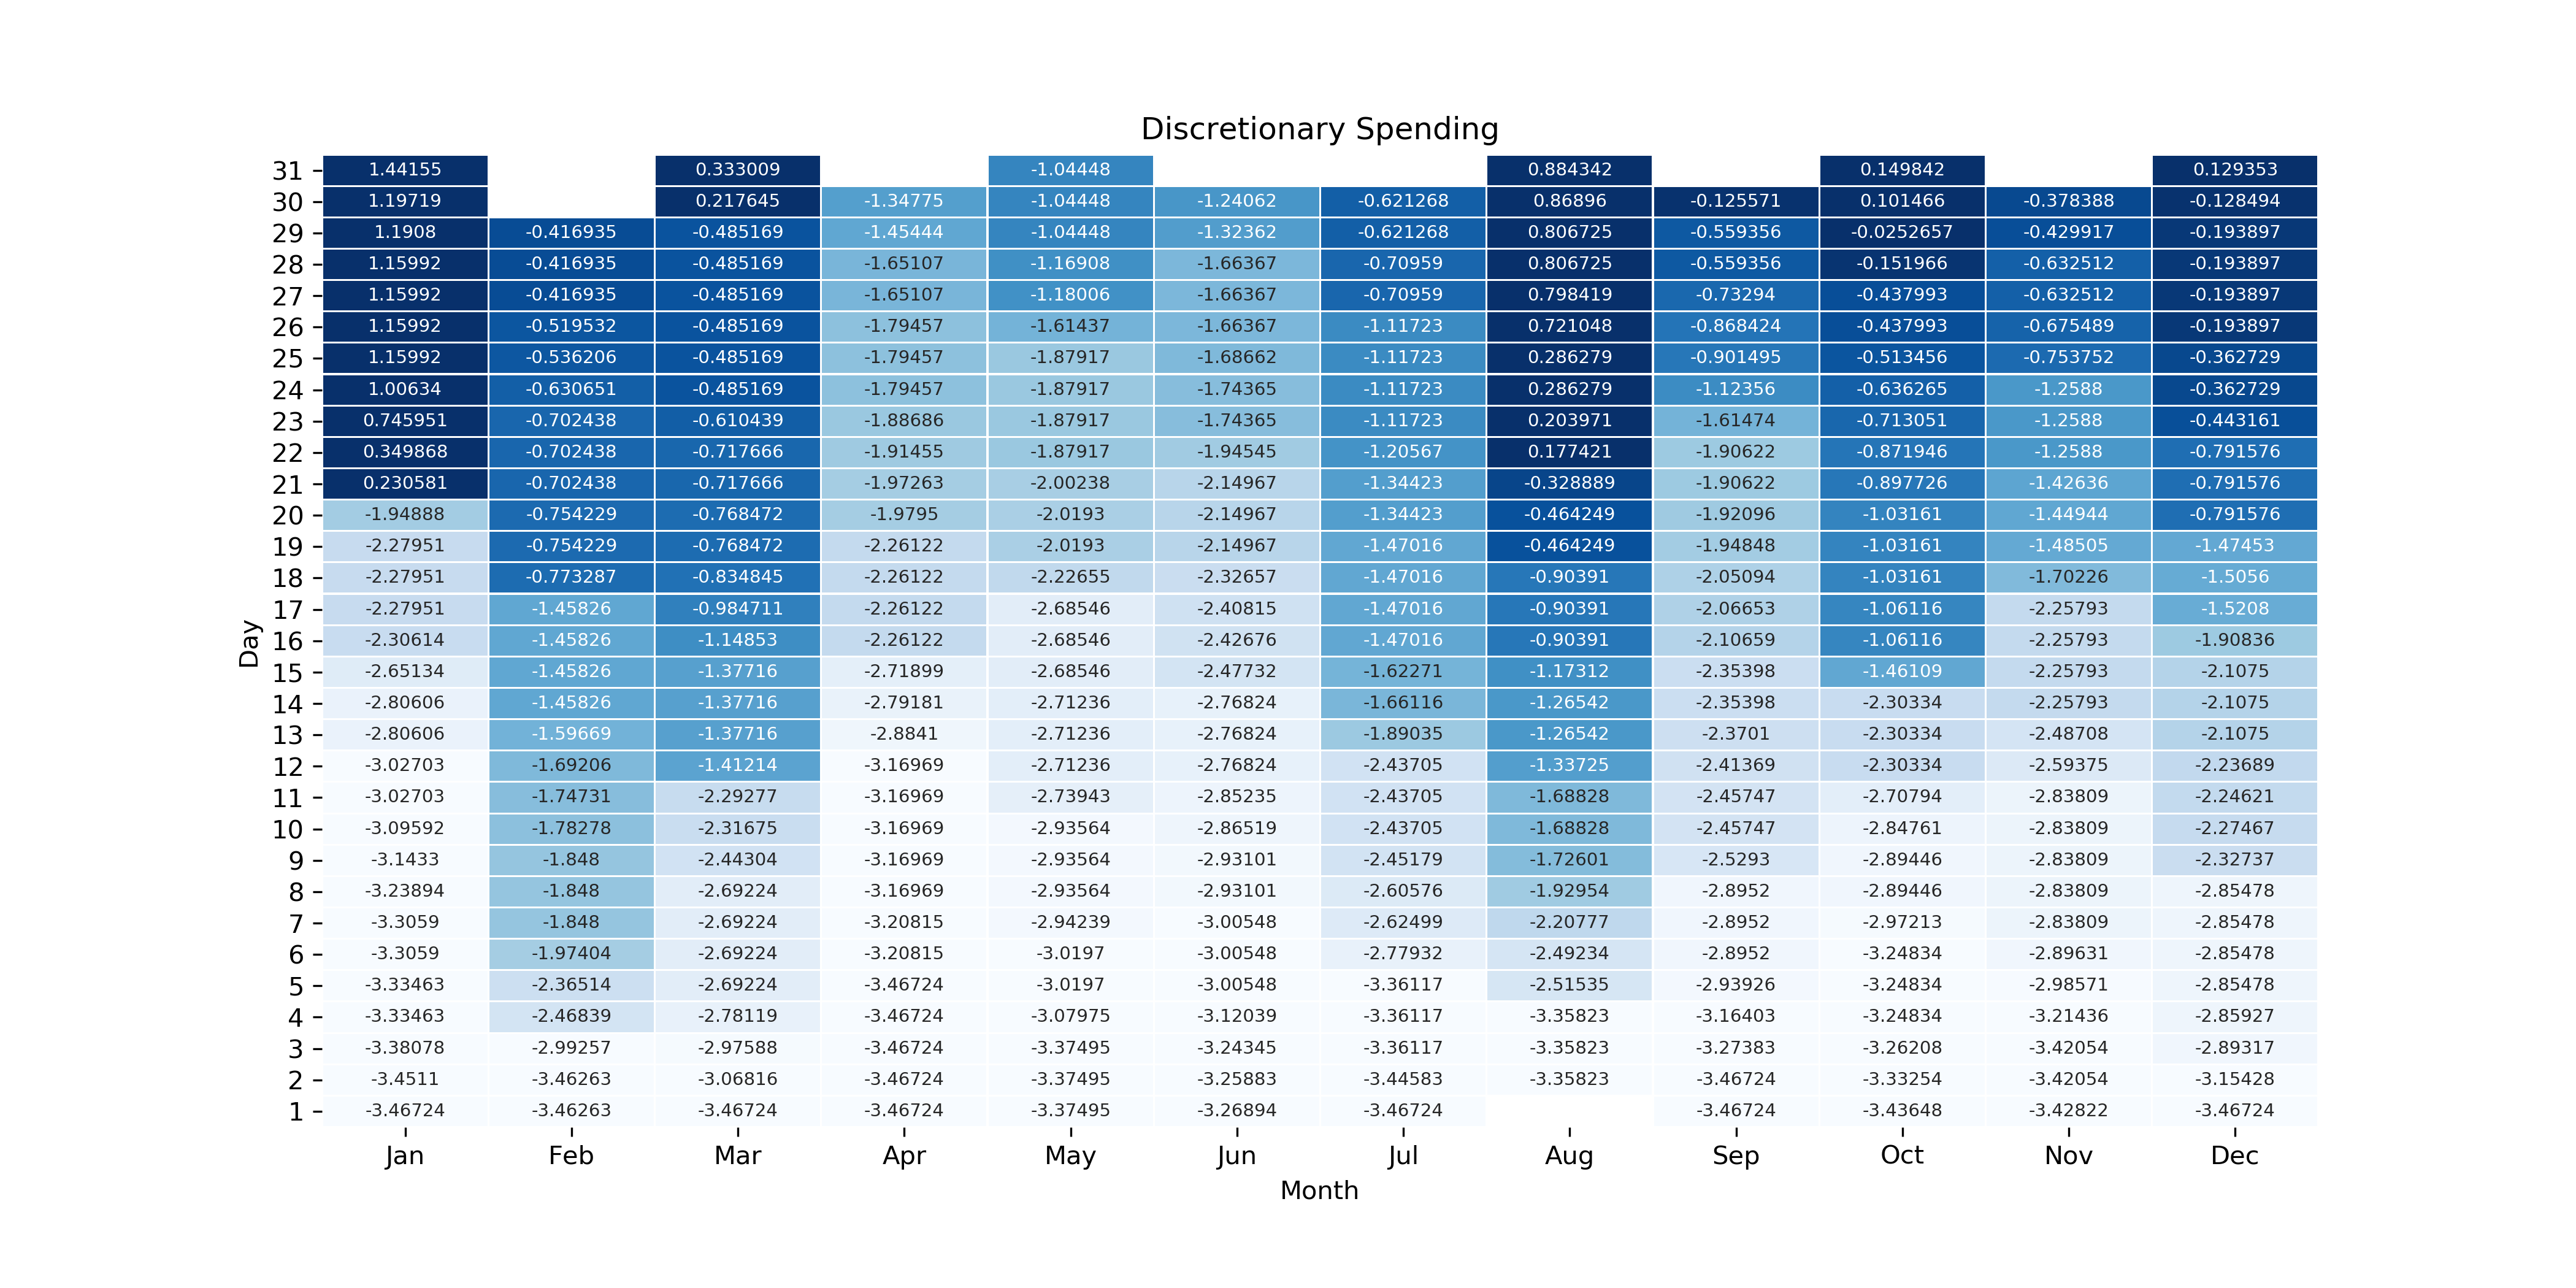 Discretionary Spending
31 1.44155 0.333009 -1.04448 0.884342 0.149842 0.129353
30 1.19719 0.217645 -1.34775 -1.04448 -1.24062 -0.621268 0.86896 -0.125571 0.101466 -0.378388 -0.128494
29 1.1908 -0.416935 -0.485169 -1.45444 -1.04448 -1.32362 -0.621268 0.806725 -0.559356 -0.0252657 -0.429917 -0.193897
28 1.15992 -0.416935 -0.485169 -1.65107 -1.16908 -1.66367 -0.70959 0.806725 -0.559356 -0.151966 -0.632512 -0.193897
27 1.15992 -0.416935 -0.485169 -1.65107 -1.18006 -1.66367 -0.70959 0.798419 -0.73294 -0.437993 -0.632512 -0.193897
26 1.15992 -0.519532 -0.485169 -1.79457 -1.61437 -1.66367 -1.11723 0.721048 -0.868424 -0.437993 -0.675489 -0.193897
25 1.15992 -0.536206 -0.485169 -1.79457 -1.87917 -1.68662 -1.11723 0.286279 -0.901495 -0.513456 -0.753752 -0.362729
24 1.00634 -0.630651 -0.485169 -1.79457 -1.87917 -1.74365 -1.11723 0.286279 -1.12356 -0.636265 -1.2588 -0.362729
23 0.745951 -0.702438 -0.610439 -1.88686 -1.87917 -1.74365 -1.11723 0.203971 -1.61474 -0.713051 -1.2588 -0.443161
22 0.349868 -0.702438 -0.717666 -1.91455 -1.87917 -1.94545 -1.20567 0.177421 -1.90622 -0.871946 -1.2588 -0.791576
21 0.230581 -0.702438 -0.717666 -1.97263 -2.00238 -2.14967 -1.34423 -0.328889 -1.90622 -0.897726 -1.42636 -0.791576
20 -1.94888 -0.754229 -0.768472 -1.9795 -2.0193 -2.14967 -1.34423 -0.464249 -1.92096 -1.03161 -1.44944 -0.791576
19 -2.27951 -0.754229 -0.768472 -2.26122 -2.0193 -2.14967 -1.47016 -0.464249 -1.94848 -1.03161 -1.48505 -1.47453
18 -2.27951 -0.773287 -0.834845 -2.26122 -2.22655 -2.32657 -1.47016 -0.90391 -2.05094 -1.03161 -1.70226 -1.5056
17 -2.27951 -1.45826 -0.984711 -2.26122 -2.68546 -2.40815 -1.47016 -0.90391 -2.06653 -1.06116 -2.25793 -1.5208
16 -2.30614 -1.45826 -1.14853 -2.26122 -2.68546 -2.42676 -1.47016 -0.90391 -2.10659 -1.06116 -2.25793 -1.90836
15 -2.65134 -1.45826 -1.37716 -2.71899 -2.68546 -2.47732 -1.62271 -1.17312 -2.35398 -1.46109 -2.25793 -2.1075
14 -2.80606 -1.45826 -1.37716 -2.79181 -2.71236 -2.76824 -1.66116 -1.26542 -2.35398 -2.30334 -2.25793 -2.1075
13 -2.80606 -1.59669 -1.37716 -2.8841 -2.71236 -2.76824 -1.89035 -1.26542 -2.3701 -2.30334 -2.48708 -2.1075
12 -3.02703 -1.69206 -1.41214 -3.16969 -2.71236 -2.76824 -2.43705 -1.33725 -2.41369 -2.30334 -2.59375 -2.23689
11 -3.02703 -1.74731 -2.29277 -3.16969 -2.73943 -2.85235 -2.43705 -1.68828 -2.45747 -2.70794 -2.83809 -2.24621
10 -3.09592 -1.78278 -2.31675 -3.16969 -2.93564 -2.86519 -2.43705 -1.68828 -2.45747 -2.84761 -2.83809 -2.27467
9 -3.1433 -1.848 -2.44304 -3.16969 -2.93564 -2.93101 -2.45179 -1.72601 -2.5293 -2.89446 -2.83809 -2.32737
8 -3.23894 -1.848 -2.69224 -3.16969 -2.93564 -2.93101 -2.60576 -1.92954 -2.8952 -2.89446 -2.83809 -2.85478
7 -3.3059 -1.848 -2.69224 -3.20815 -2.94239 -3.00548 -2.62499 -2.20777 -2.8952 -2.97213 -2.83809 -2.85478
6 -3.3059 -1.97404 -2.69224 -3.20815 -3.0197 -3.00548 -2.77932 -2.49234 -2.8952 -3.24834 -2.89631 -2.85478
5 -3.33463 -2.36514 -2.69224 -3.46724 -3.0197 -3.00548 -3.36117 -2.51535 -2.93926 -3.24834 -2.98571 -2.85478
4 -3.33463 -2.46839 -2.78119 -3.46724 -3.07975 -3.12039 -3.36117 -3.35823 -3.16403 -3.24834 -3.21436 -2.85927
3 -3.38078 -2.99257 -2.97588 -3.46724 -3.37495 -3.24345 -3.36117 -3.35823 -3.27383 -3.26208 -3.42054 -2.89317
2 -3.4511 -3.46263 -3.06816 -3.46724 -3.37495 -3.25883 -3.44583 -3.35823 -3.46724 -3.33254 -3.42054 -3.15428
1 -3.46724 -3.46263 -3.46724 -3.46724 -3.37495 -3.26894 -3.46724 -3.46724 -3.43648 -3.42822 -3.46724
Day
Jan Feb Mar Apr May Jun Jul Aug Sep Oct Nov Dec
Month